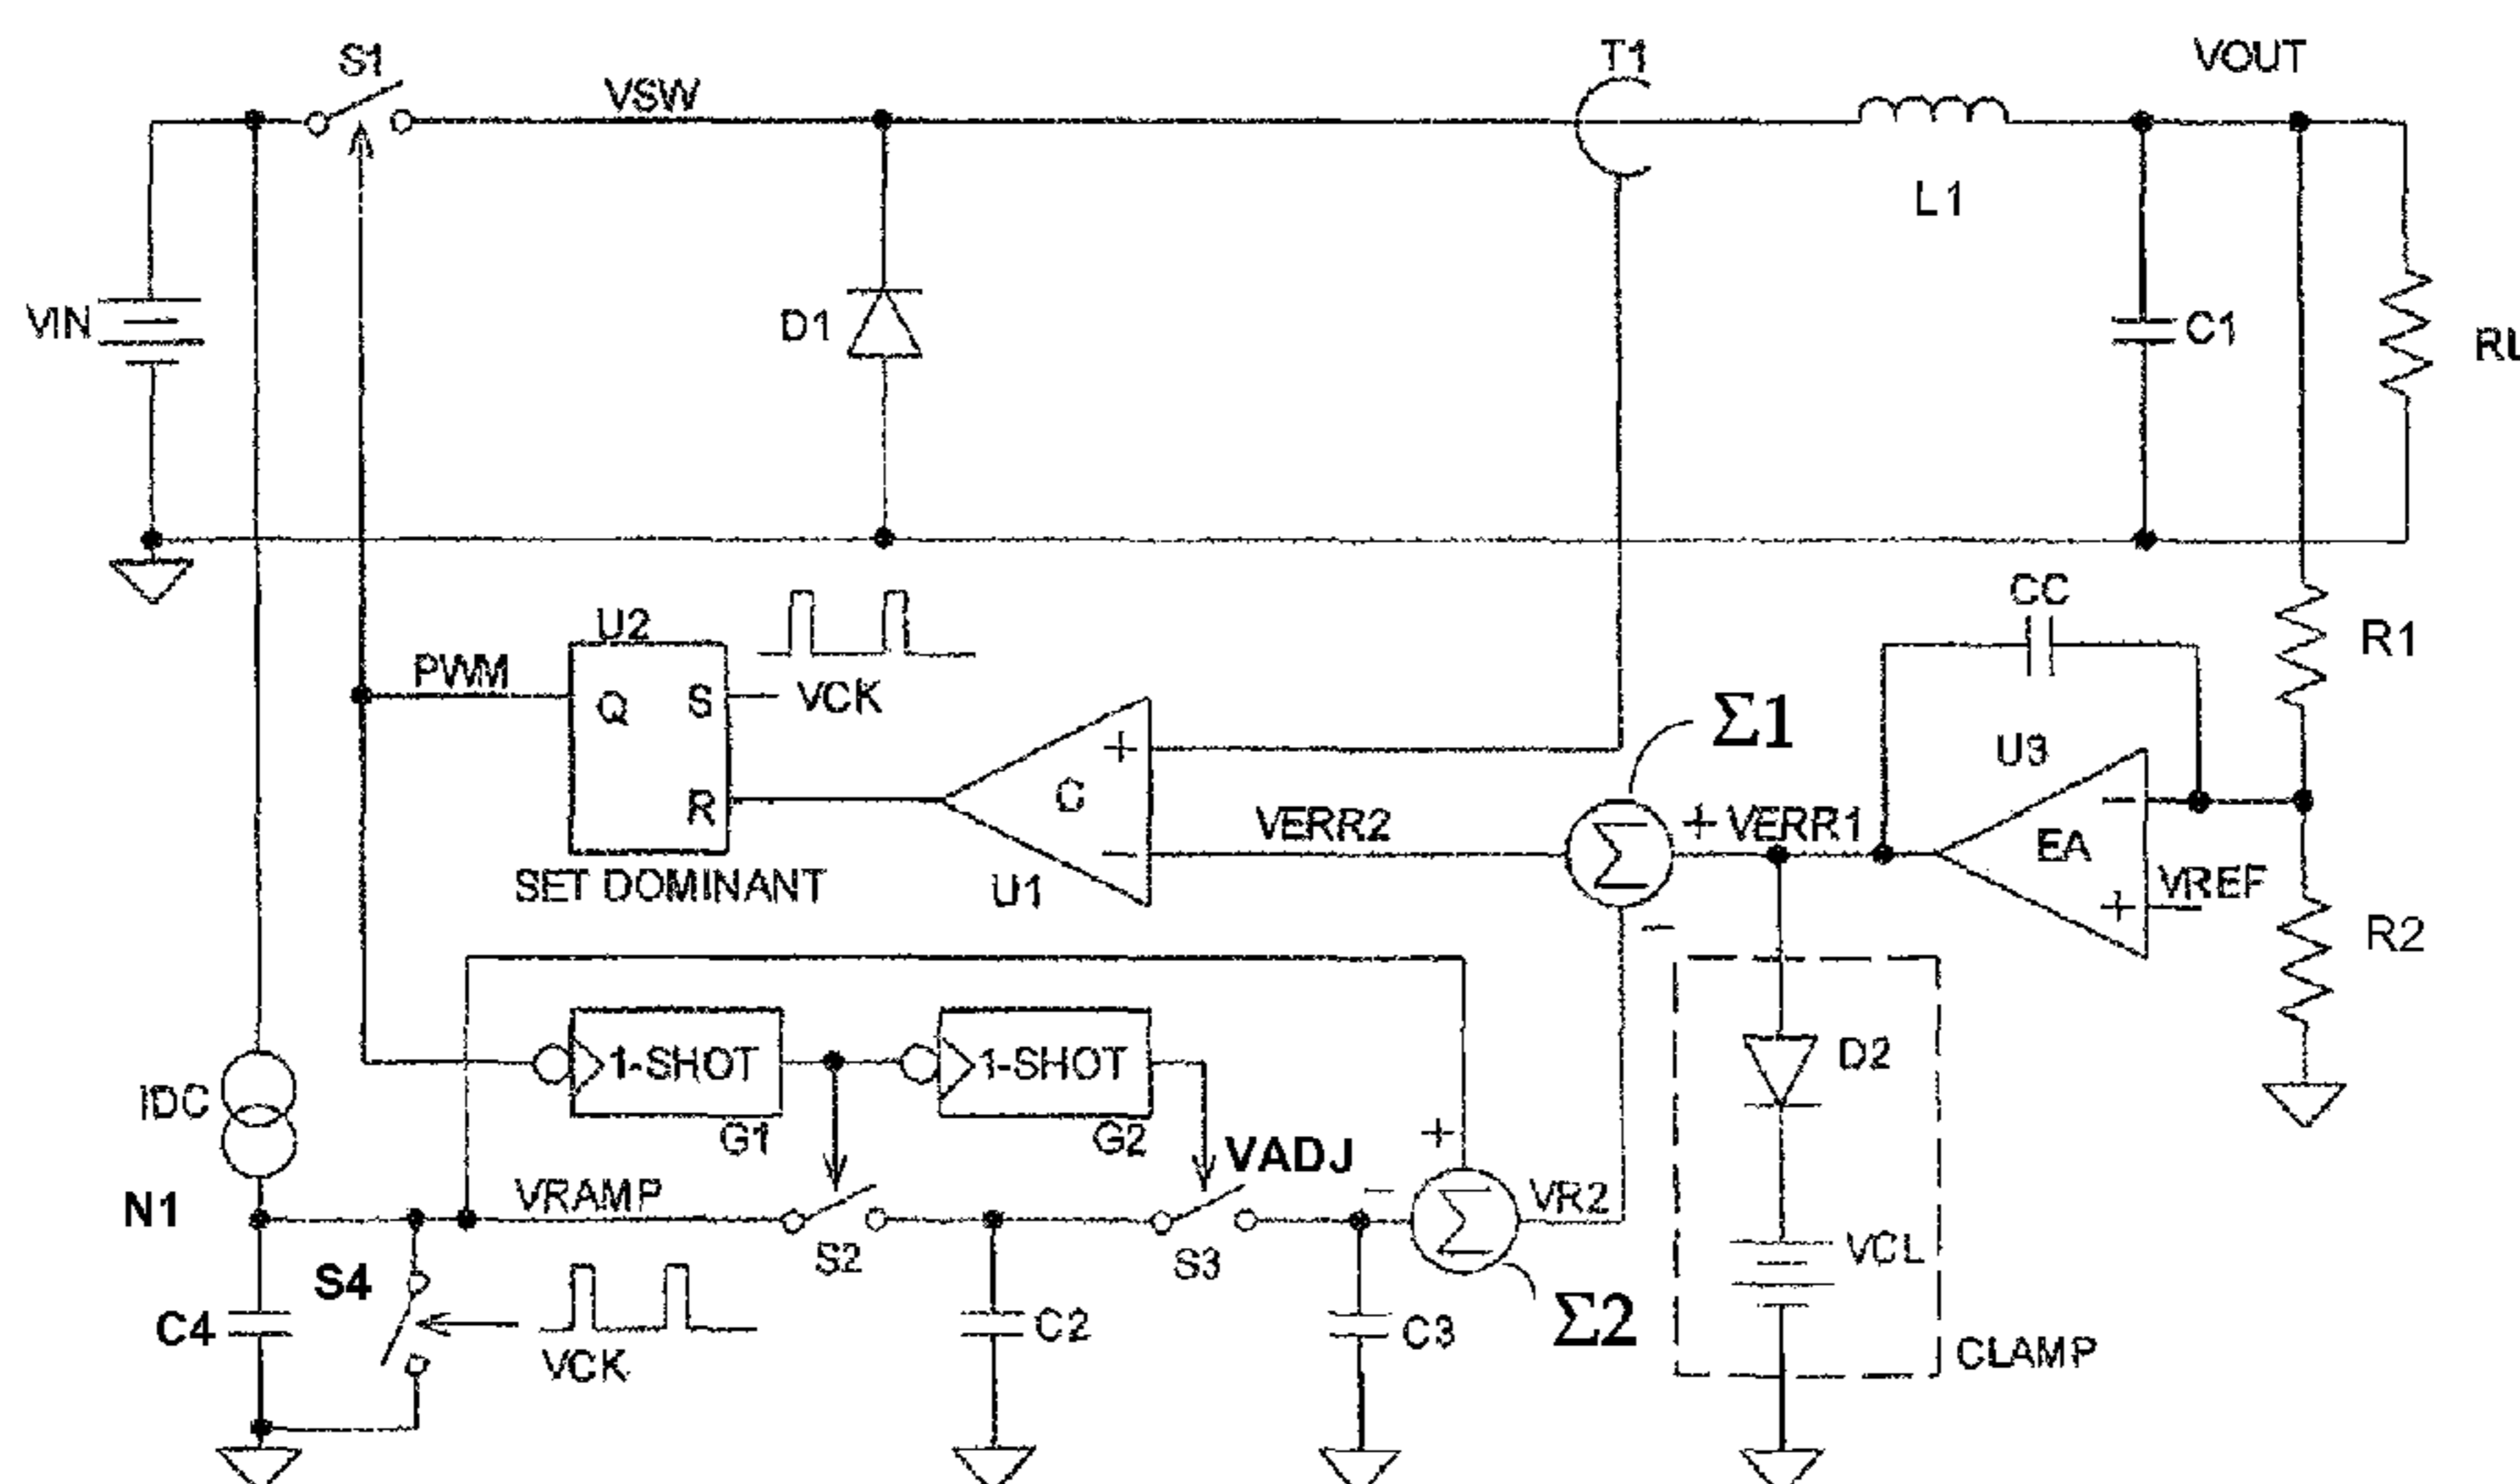 S1
VSW
T1
VOUT
L1
VIN
D1
C1
RL
U2
PWM
Q
S
VCK
R
SET DOMINANT
C
+
−
U1
VERR2
Σ1
Σ
+ VERR1
−
CC
U3
EA
−
+
VREF
R1
R2
IDC
N1
1-SHOT
G1
1-SHOT
G2
VRAMP
S2
VADJ
S3
+
−
Σ
VR2
Σ2
D2
VCL
CLAMP
S4
C4
VCK
C2
C3